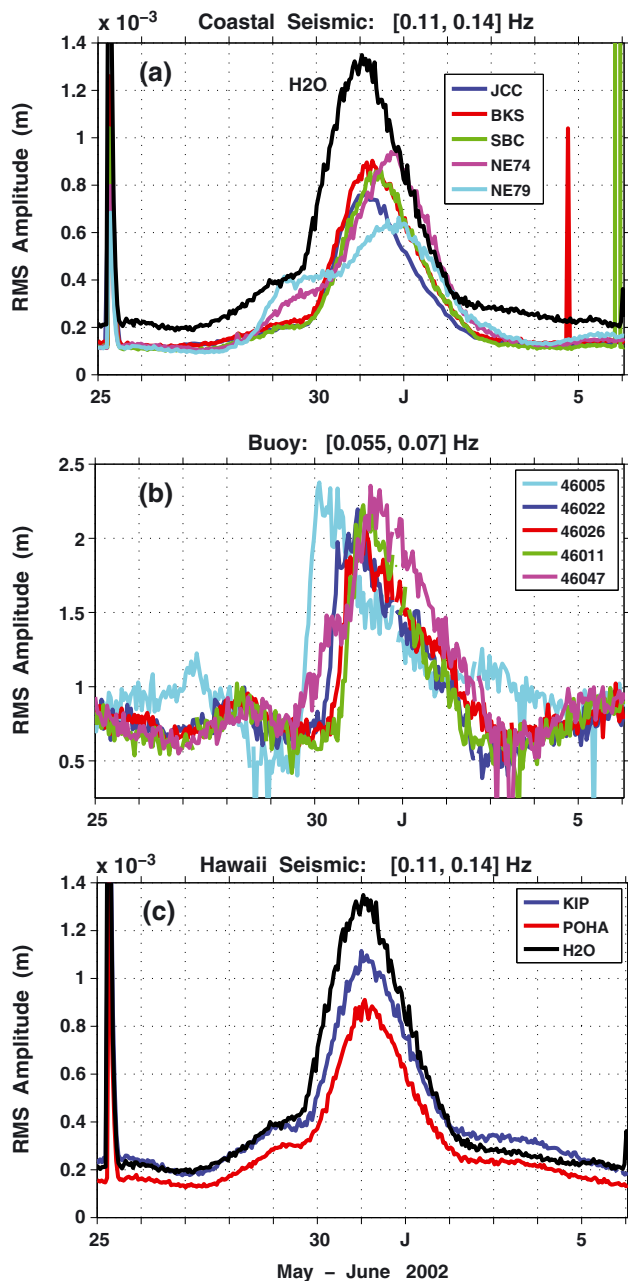 x 10⁻³ Coastal Seismic: [0.11, 0.14] Hz
1.4
(a)
H2O
JCC
BKS
SBC
NE74
NE79
1.2
1
0.8
0.6
0.4
0.2
0
RMS Amplitude (m)
25 30 J 5
Buoy: [0.055, 0.07] Hz
2.5
(b)
46005
46022
46026
46011
46047
2
1.5
1
0.5
RMS Amplitude (m)
25 30 J 5
x 10⁻³ Hawaii Seismic: [0.11, 0.14] Hz
1.4
(c)
KIP
POHA
H2O
1.2
1
0.8
0.6
0.4
0.2
0
RMS Amplitude (m)
25 30 J 5
May – June 2002